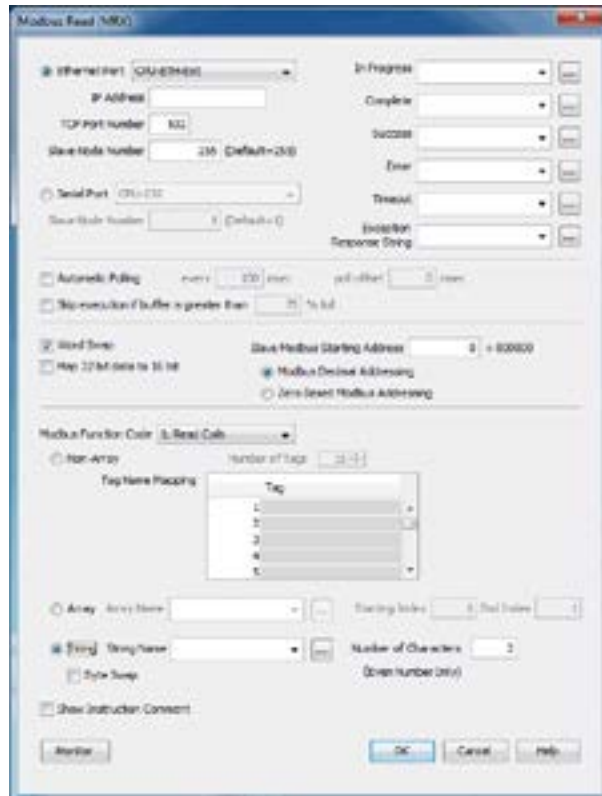 Modbus Read (MRX)
Ethernet Port
In Progress
IP Address
Complete
TCP Port Number
Success
Slave Node Number 255 (Default=255)
Error
Serial Port
Timeout
Slave Node Number (Default=1)
Exception
Response String
Automatic Polling every msec poll offset 0 msec
Skip execution if buffer is greater than 75 % full
Word Swap Slave Modbus Starting Address 0 +
Map 32 bit data to 16 bit
Modbus Decimal Addressing
Zero Based Modbus Addressing
Modbus Function Code 1: Read Coils
Non-Array Number of Tags
Tag Name Mapping Tag
1
2
3
4
5
Array Array Name Starting Index End Index
String String Name Number of Characters 2
Byte Swap (Even Number Only)
Show Instruction Comment
Monitor OK Cancel Help